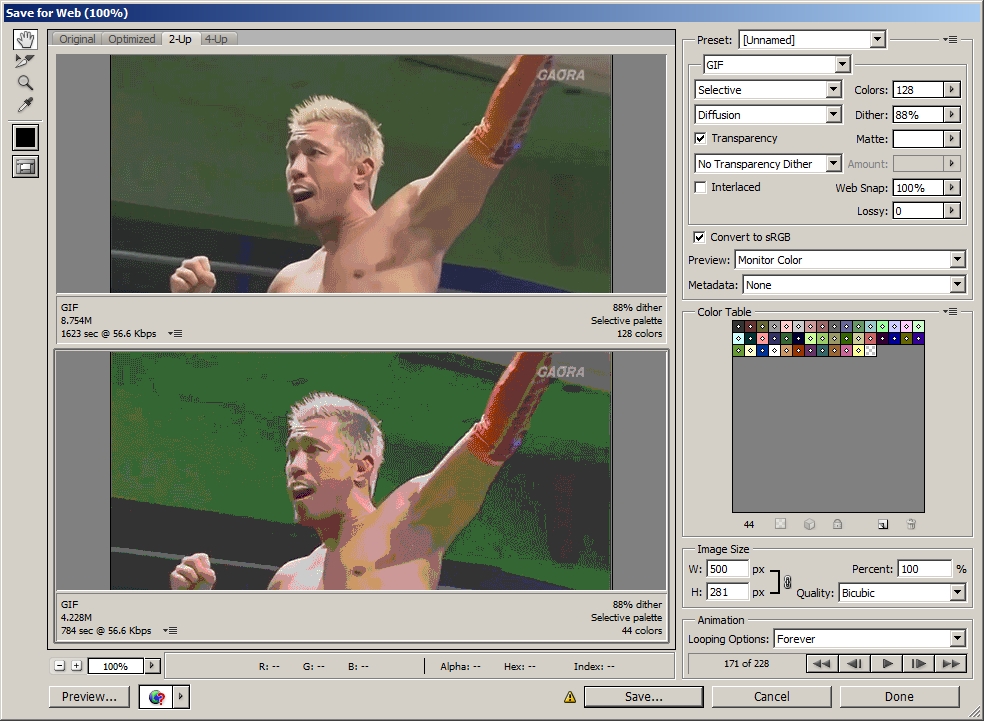 Save for Web (100%)
Original Optimized 2-Up 4-Up
GAORA
GIF 88% dither
8.754M Selective palette
1623 sec @ 56.6 Kbps 128 colors
GAORA
GIF 88% dither
4.228M Selective palette
784 sec @ 56.6 Kbps 44 colors
100% R: -- G: -- B: -- Alpha: -- Hex: -- Index: --
Preview... Save... Cancel Done
Preset: [Unnamed]
GIF
Selective Colors: 128
Diffusion Dither: 88%
Transparency Matte:
No Transparency Dither Amount:
Interlaced Web Snap: 100%
Lossy: 0
Convert to sRGB
Preview: Monitor Color
Metadata: None
Color Table
44
Image Size
W: 500 px Percent: 100 %
H: 281 px Quality: Bicubic
Animation
Looping Options: Forever
171 of 228